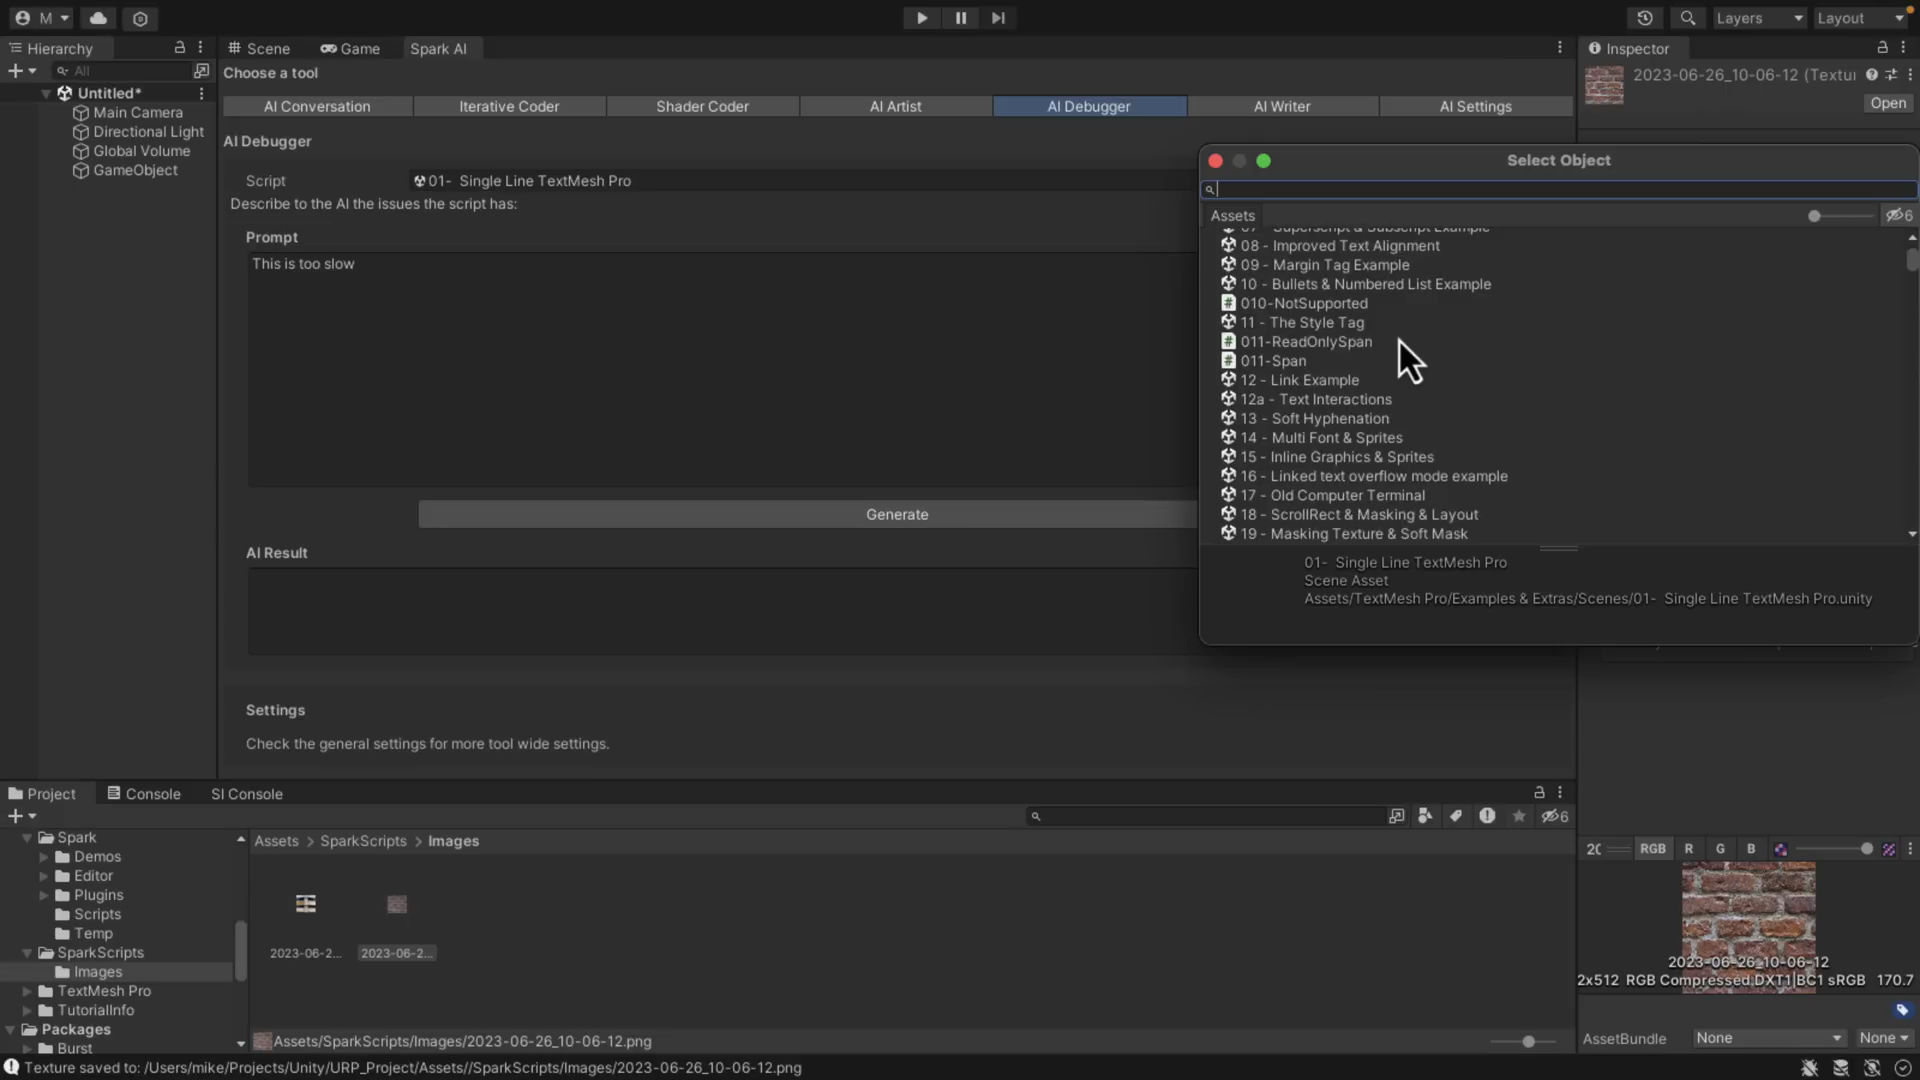 M
Layers
Layout
Hierarchy
Scene
Game
Spark AI
Inspector
All
Choose a tool
2023-06-26_10-06-12 (Textu
Open
Untitled*
Main Camera
Directional Light
Global Volume
GameObject
AI Conversation
Iterative Coder
Shader Coder
AI Artist
AI Debugger
AI Writer
AI Settings
AI Debugger
Script
01-  Single Line TextMesh Pro
Describe to the AI the issues the script has:
Prompt
This is too slow
Generate
AI Result
Settings
Check the general settings for more tool wide settings.
Select Object
Assets
6
07 - Superscript & Subscript Example
08 - Improved Text Alignment
09 - Margin Tag Example
10 - Bullets & Numbered List Example
010-NotSupported
11 - The Style Tag
011-ReadOnlySpan
011-Span
12 - Link Example
12a - Text Interactions
13 - Soft Hyphenation
14 - Multi Font & Sprites
15 - Inline Graphics & Sprites
16 - Linked text overflow mode example
17 - Old Computer Terminal
18 - ScrollRect & Masking & Layout
19 - Masking Texture & Soft Mask
01-  Single Line TextMesh Pro
Scene Asset
Assets/TextMesh Pro/Examples & Extras/Scenes/01-  Single Line TextMesh Pro.unity
Project
Console
SI Console
6
Spark
Demos
Editor
Plugins
Scripts
Temp
SparkScripts
Images
TextMesh Pro
TutorialInfo
Packages
Burst
Assets > SparkScripts > Images
2023-06-2...
2023-06-2...
Assets/SparkScripts/Images/2023-06-26_10-06-12.png
RGB
R
G
B
2023-06-26_10-06-12
2x512  RGB Compressed DXT1|BC1 sRGB  170.7
AssetBundle
None
None
Texture saved to: /Users/mike/Projects/Unity/URP_Project/Assets//SparkScripts/Images/2023-06-26_10-06-12.png